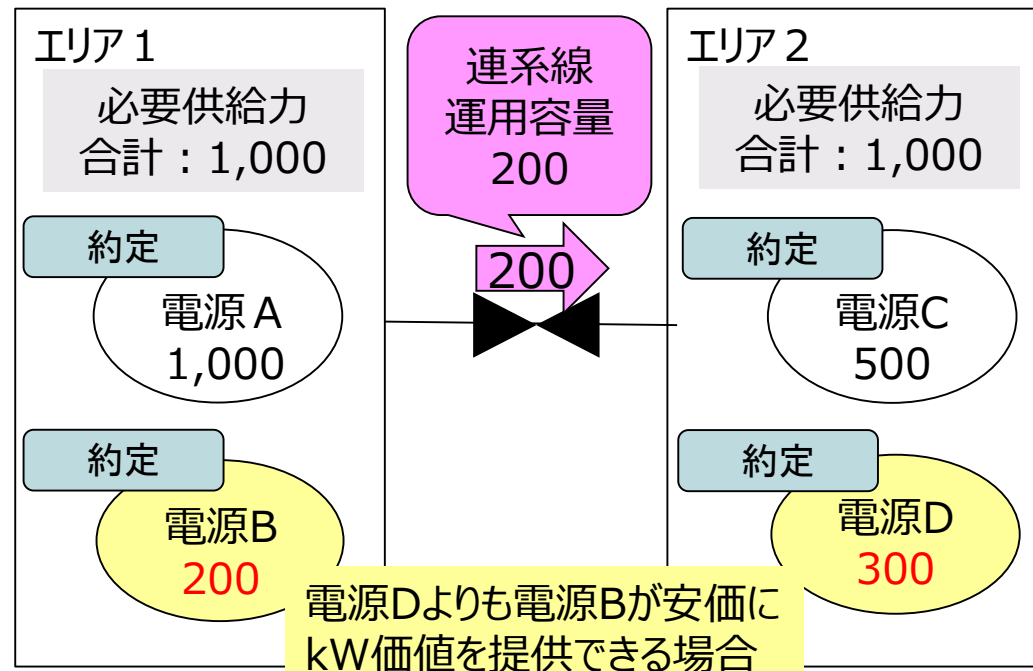 エリア１
必要供給力
合計：1,000
約定
電源Ａ
1,000
約定
電源B
200
連系線
運用容量
200
200
エリア２
必要供給力
合計：1,000
約定
電源C
500
約定
電源D
300
電源Dよりも電源Bが安価に
kW価値を提供できる場合